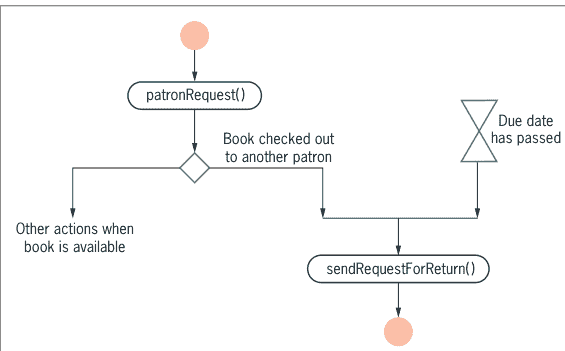 patronRequest()
Book checked out
to another patron
Due date
has passed
Other actions when
book is available
sendRequestForReturn()